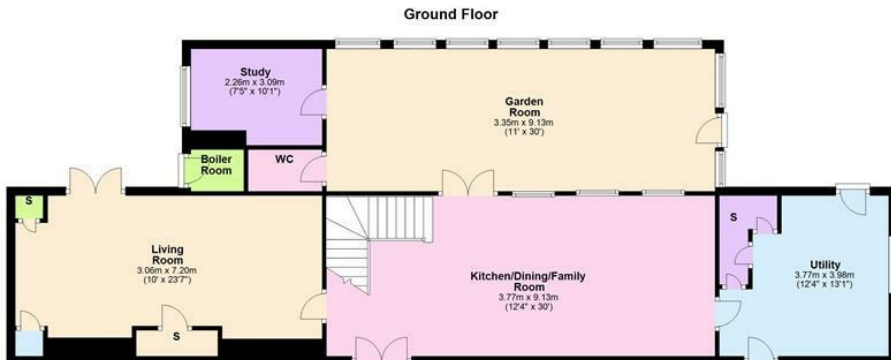 Ground Floor
Study
2.26m x 3.09m
(7'5" x 10'1")
Garden
Room
3.35m x 9.13m
(11' x 30')
Boiler
Room
WC
S
Living
Room
3.06m x 7.20m
(10' x 23'7")
S
Kitchen/Dining/Family
Room
3.77m x 9.13m
(12'4" x 30')
S
Utility
3.77m x 3.98m
(12'4" x 13'1")